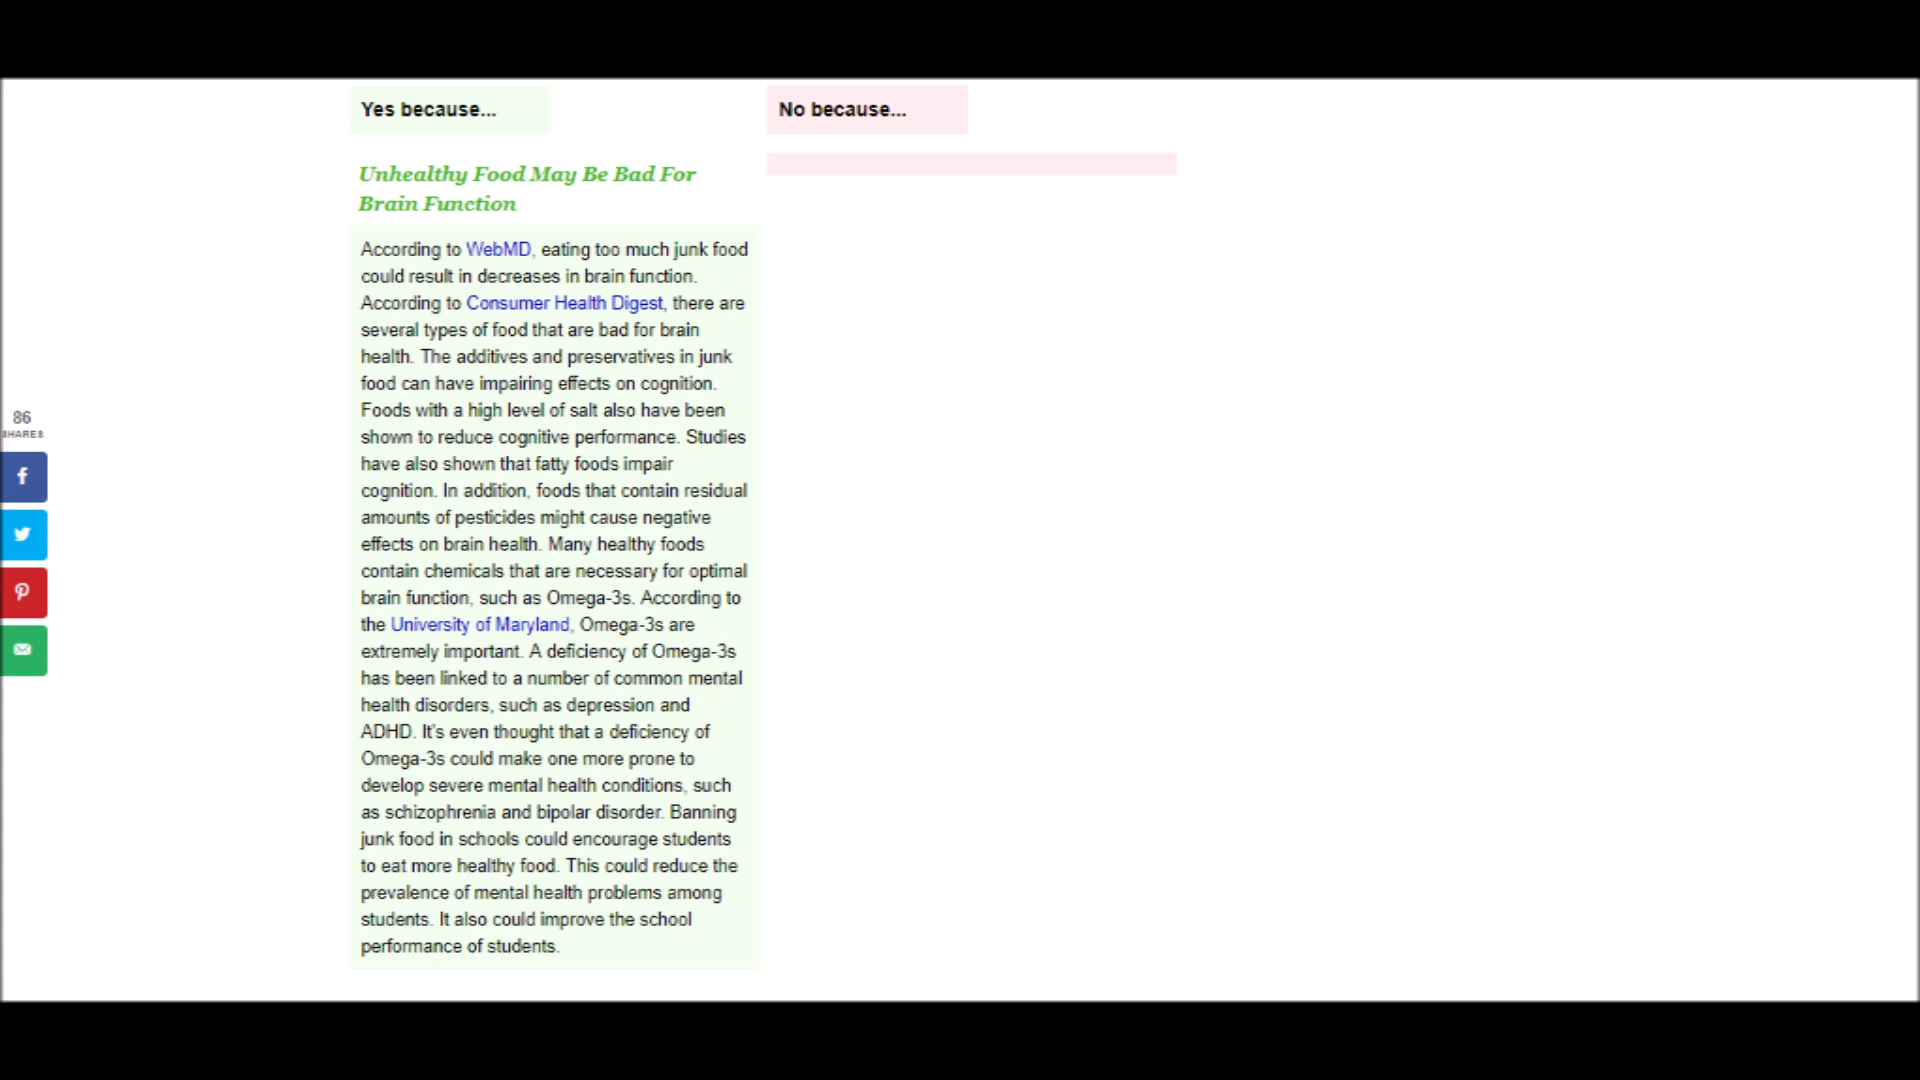 Yes because...
No because...
Unhealthy Food May Be Bad For
Brain Function
According to WebMD, eating too much junk food
could result in decreases in brain function.
According to Consumer Health Digest, there are
several types of food that are bad for brain
health. The additives and preservatives in junk
food can have impairing effects on cognition.
Foods with a high level of salt also have been
shown to reduce cognitive performance. Studies
have also shown that fatty foods impair
cognition. In addition, foods that contain residual
amounts of pesticides might cause negative
effects on brain health. Many healthy foods
contain chemicals that are necessary for optimal
brain function, such as Omega-3s. According to
the University of Maryland, Omega-3s are
extremely important. A deficiency of Omega-3s
has been linked to a number of common mental
health disorders, such as depression and
ADHD. It's even thought that a deficiency of
Omega-3s could make one more prone to
develop severe mental health conditions, such
as schizophrenia and bipolar disorder. Banning
junk food in schools could encourage students
to eat more healthy food. This could reduce the
prevalence of mental health problems among
students. It also could improve the school
performance of students.
86
SHARES